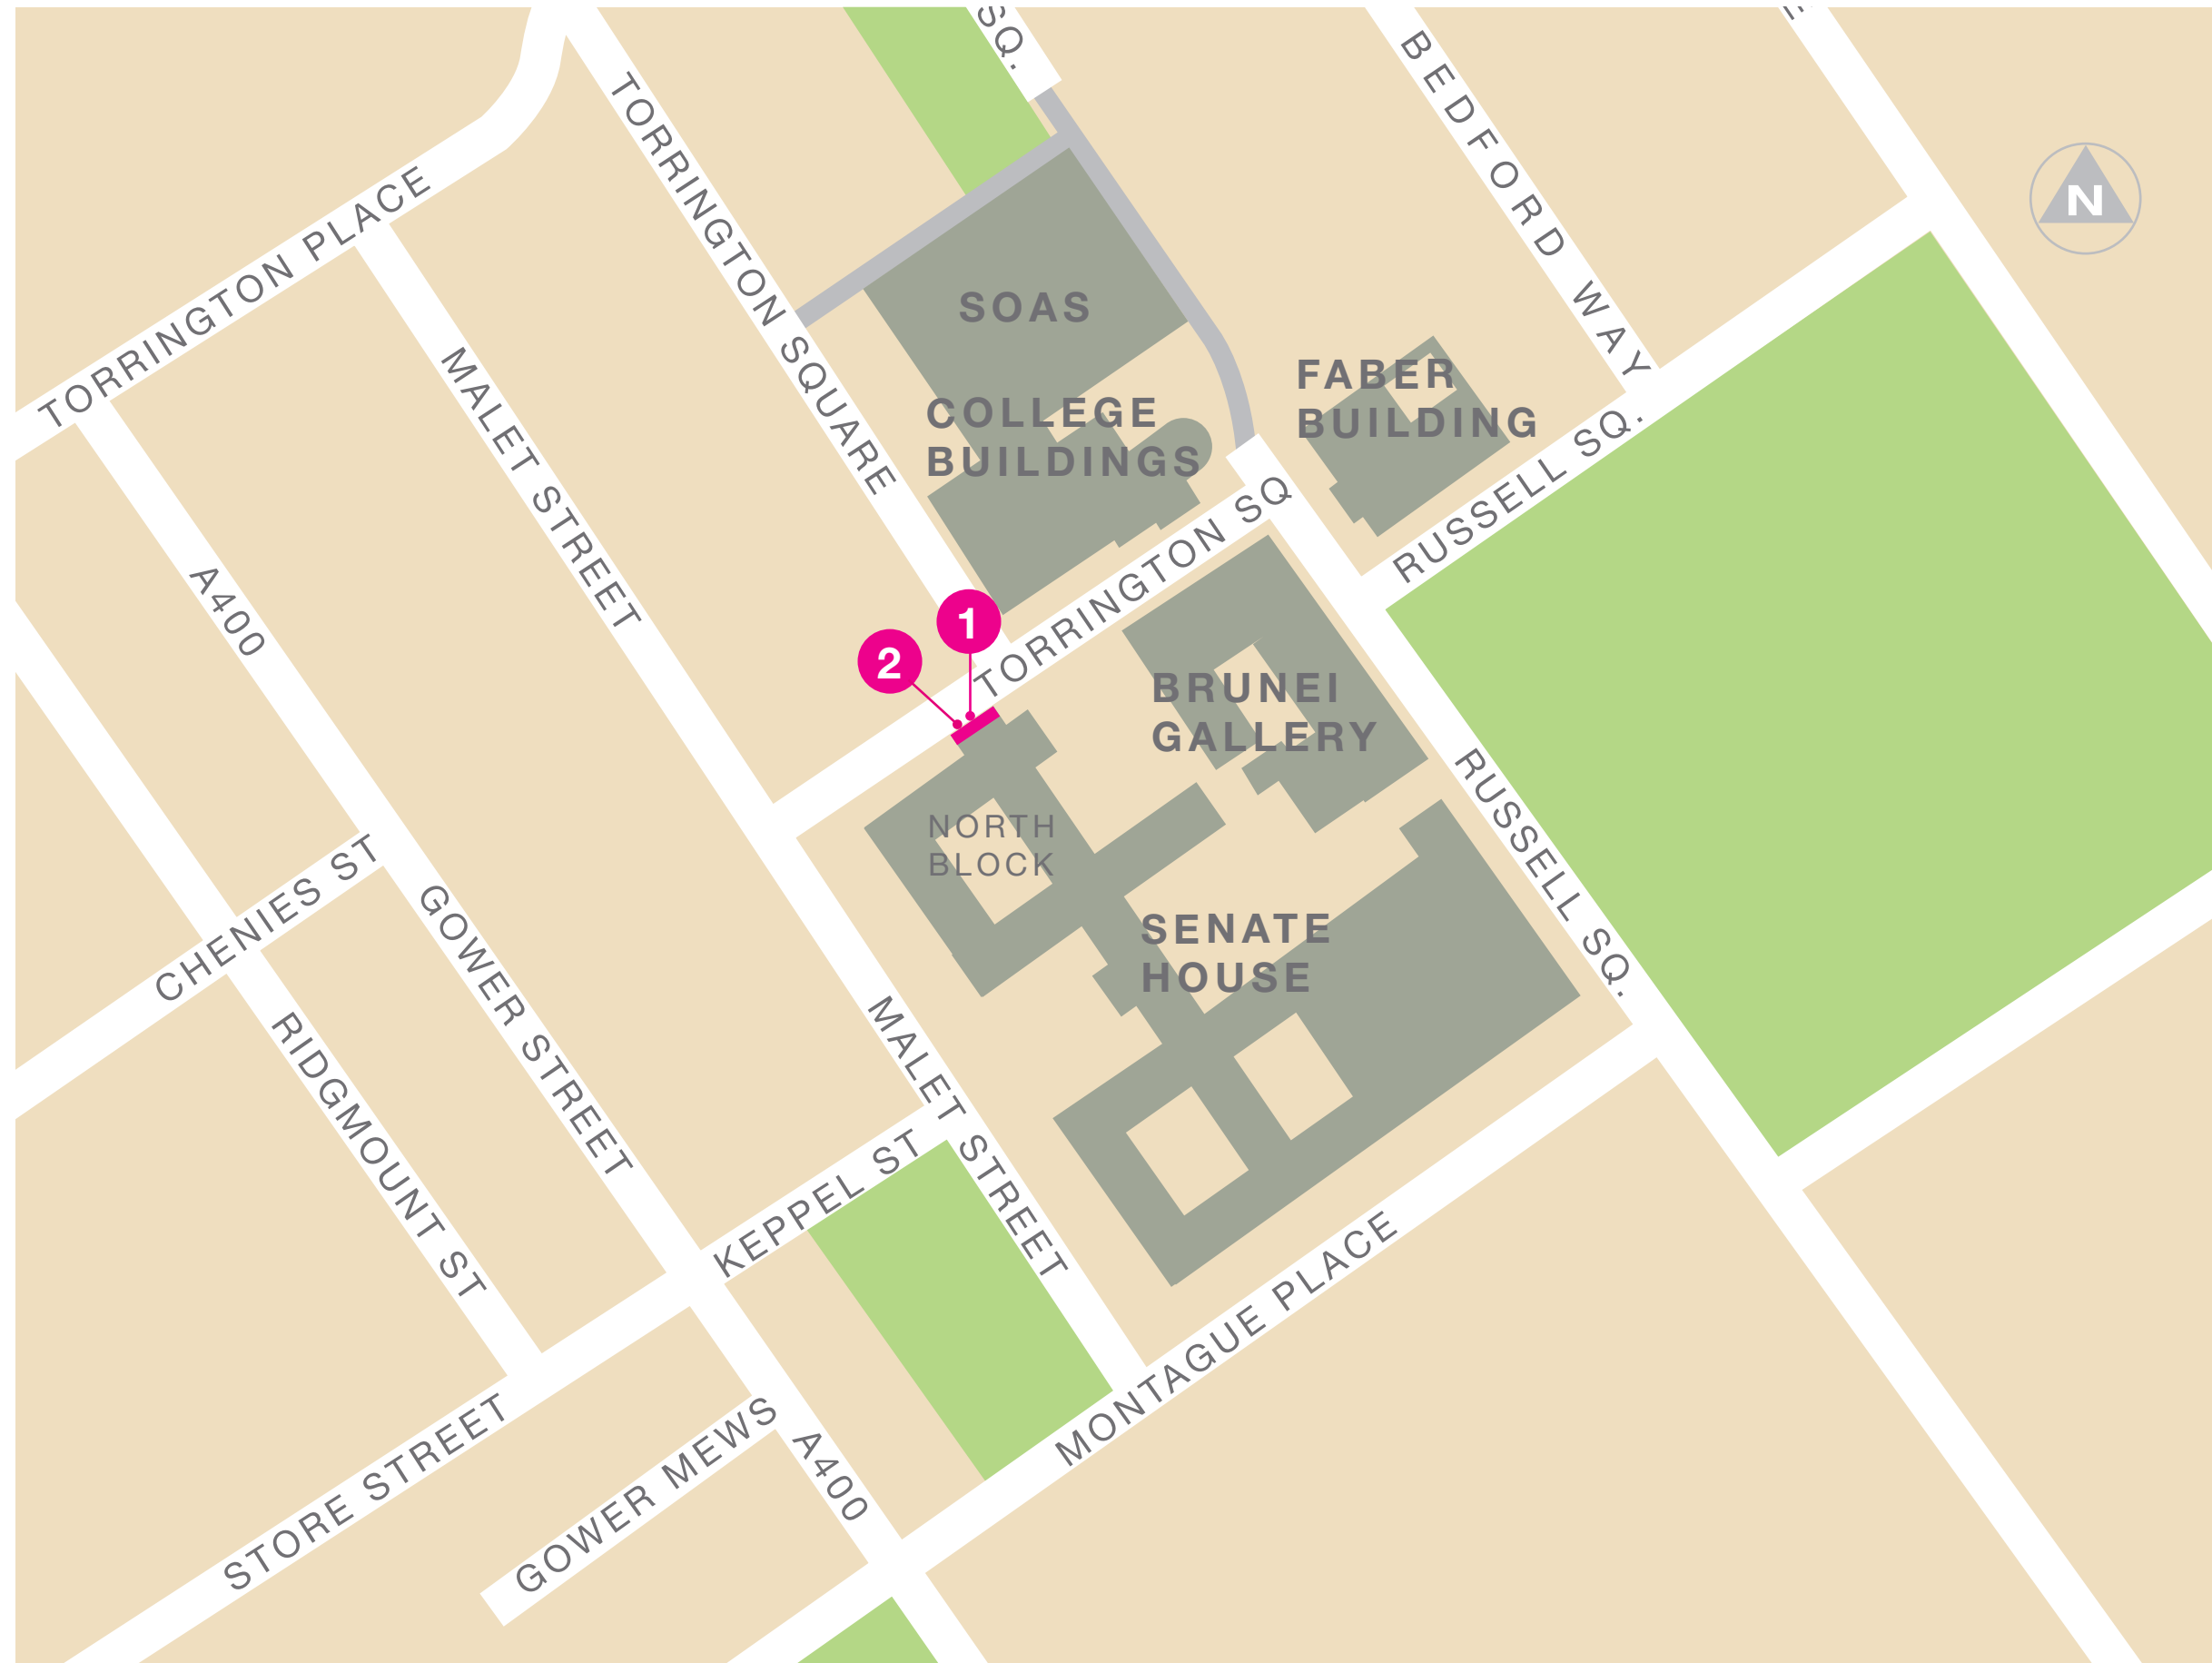 SQ.
BEDFORD WAY
TORRINGTON SQUARE
TORRINGTON PLACE
N
SOAS
MALET STREET
FABER
BUILDING
COLLEGE
BUILDINGS
RUSSELL SQ.
TORRINGTON SQ
A400
1
2
BRUNEI
GALLERY
RUSSELL SQ.
NORTH
BLOCK
CHENIES ST
GOWER STREET
SENATE
HOUSE
MALET STREET
RIDGMOUNT ST
KEPPEL ST
MONTAGUE PLACE
STORE STREET
GOWER MEWS
A400